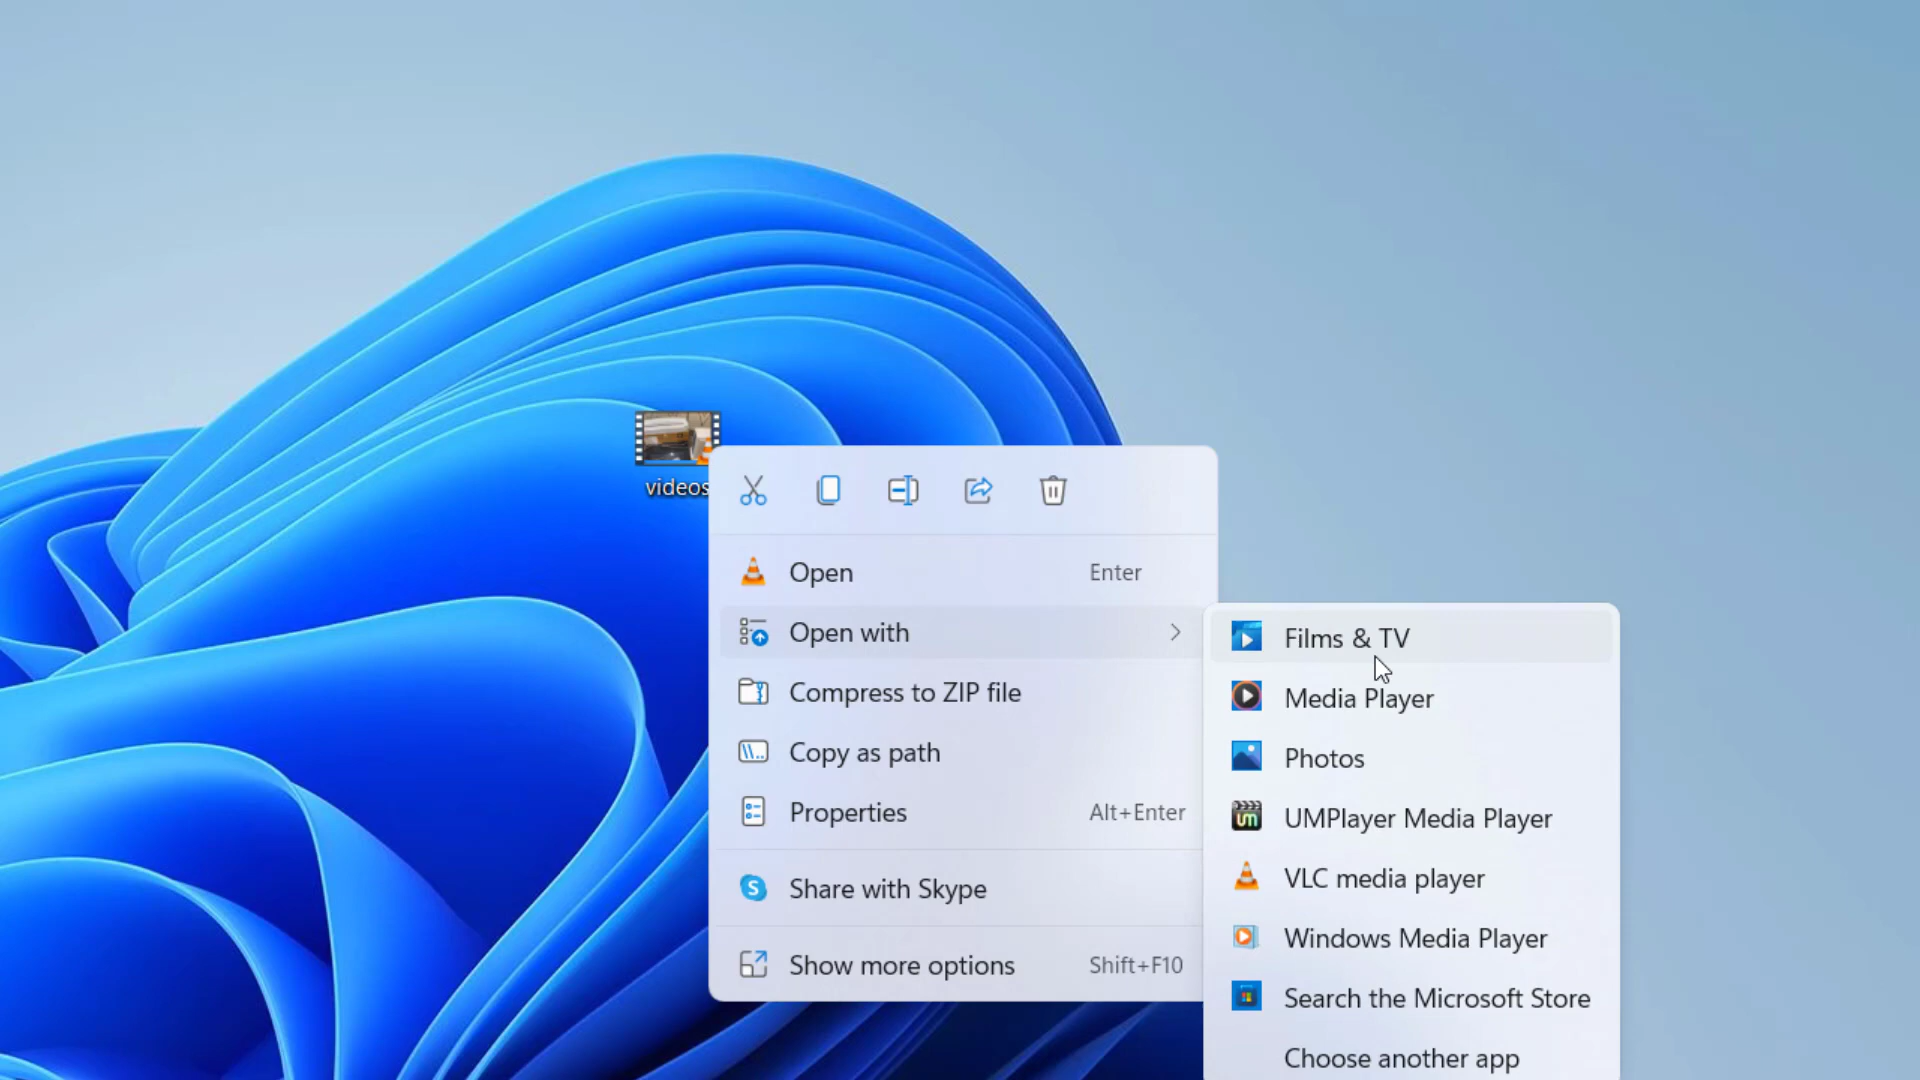 videos
Open Enter
Open with
Compress to ZIP file
Copy as path
Properties Alt+Enter
Share with Skype
Show more options Shift+F10
Films & TV
Media Player
Photos
UMPlayer Media Player
VLC media player
Windows Media Player
Search the Microsoft Store
Choose another app